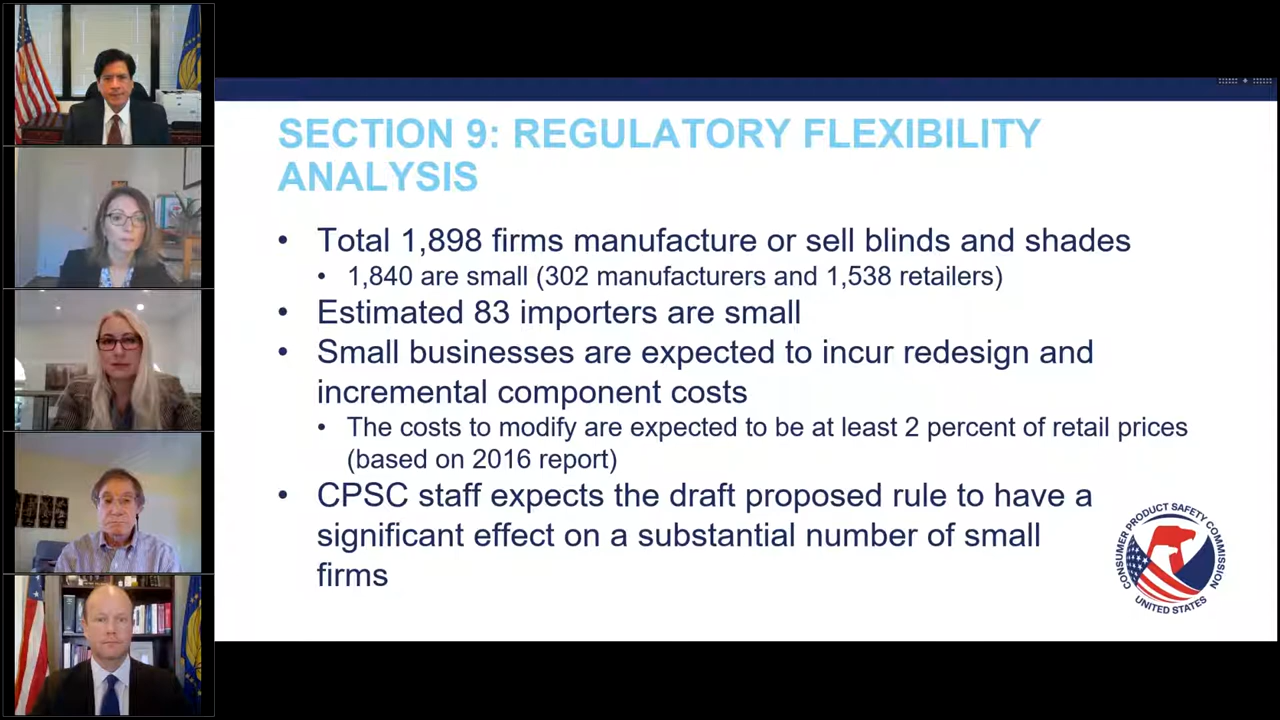 SECTION 9: REGULATORY FLEXIBILITY
ANALYSIS
• Total 1,898 firms manufacture or sell blinds and shades
• 1,840 are small (302 manufacturers and 1,538 retailers)
• Estimated 83 importers are small
• Small businesses are expected to incur redesign and
incremental component costs
• The costs to modify are expected to be at least 2 percent of retail prices
(based on 2016 report)
• CPSC staff expects the draft proposed rule to have a
significant effect on a substantial number of small
firms
CONSUMER PRODUCT SAFETY COMMISSION
UNITED STATES